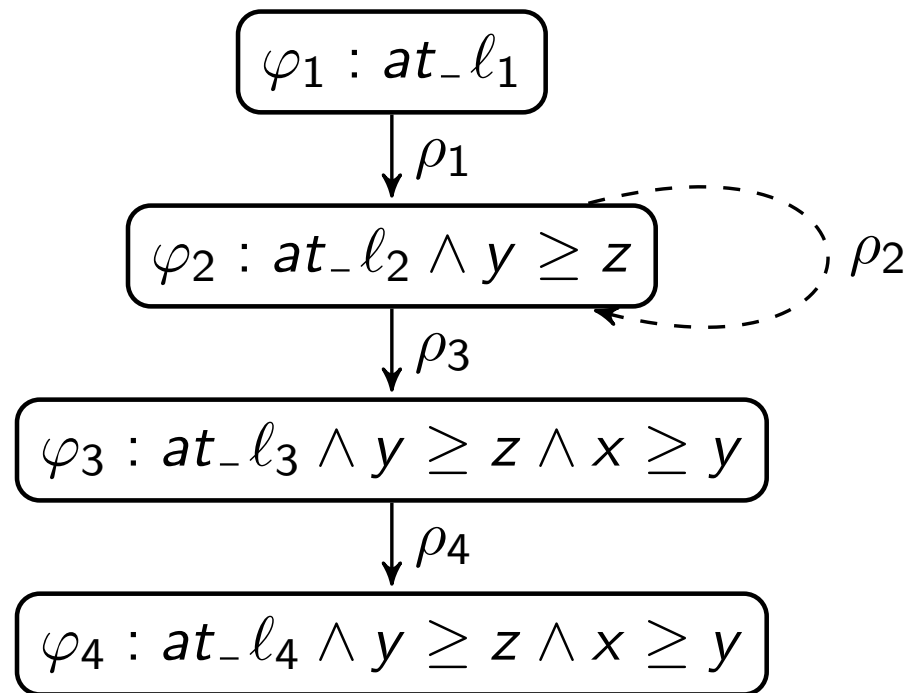 φ₁ : at_ℓ₁
ρ₁
φ₂ : at_ℓ₂ ∧ y ≥ z
ρ₂
ρ₃
φ₃ : at_ℓ₃ ∧ y ≥ z ∧ x ≥ y
ρ₄
φ₄ : at_ℓ₄ ∧ y ≥ z ∧ x ≥ y